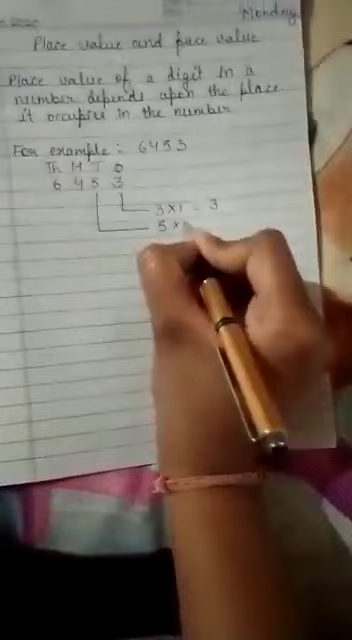 Monday
Place value and face value
Place value of a digit in a
number depends upon the place
it occupies in the number
For example : 6453
Th H T O
6 4 5 3
3 × 1 = 3
5 ×